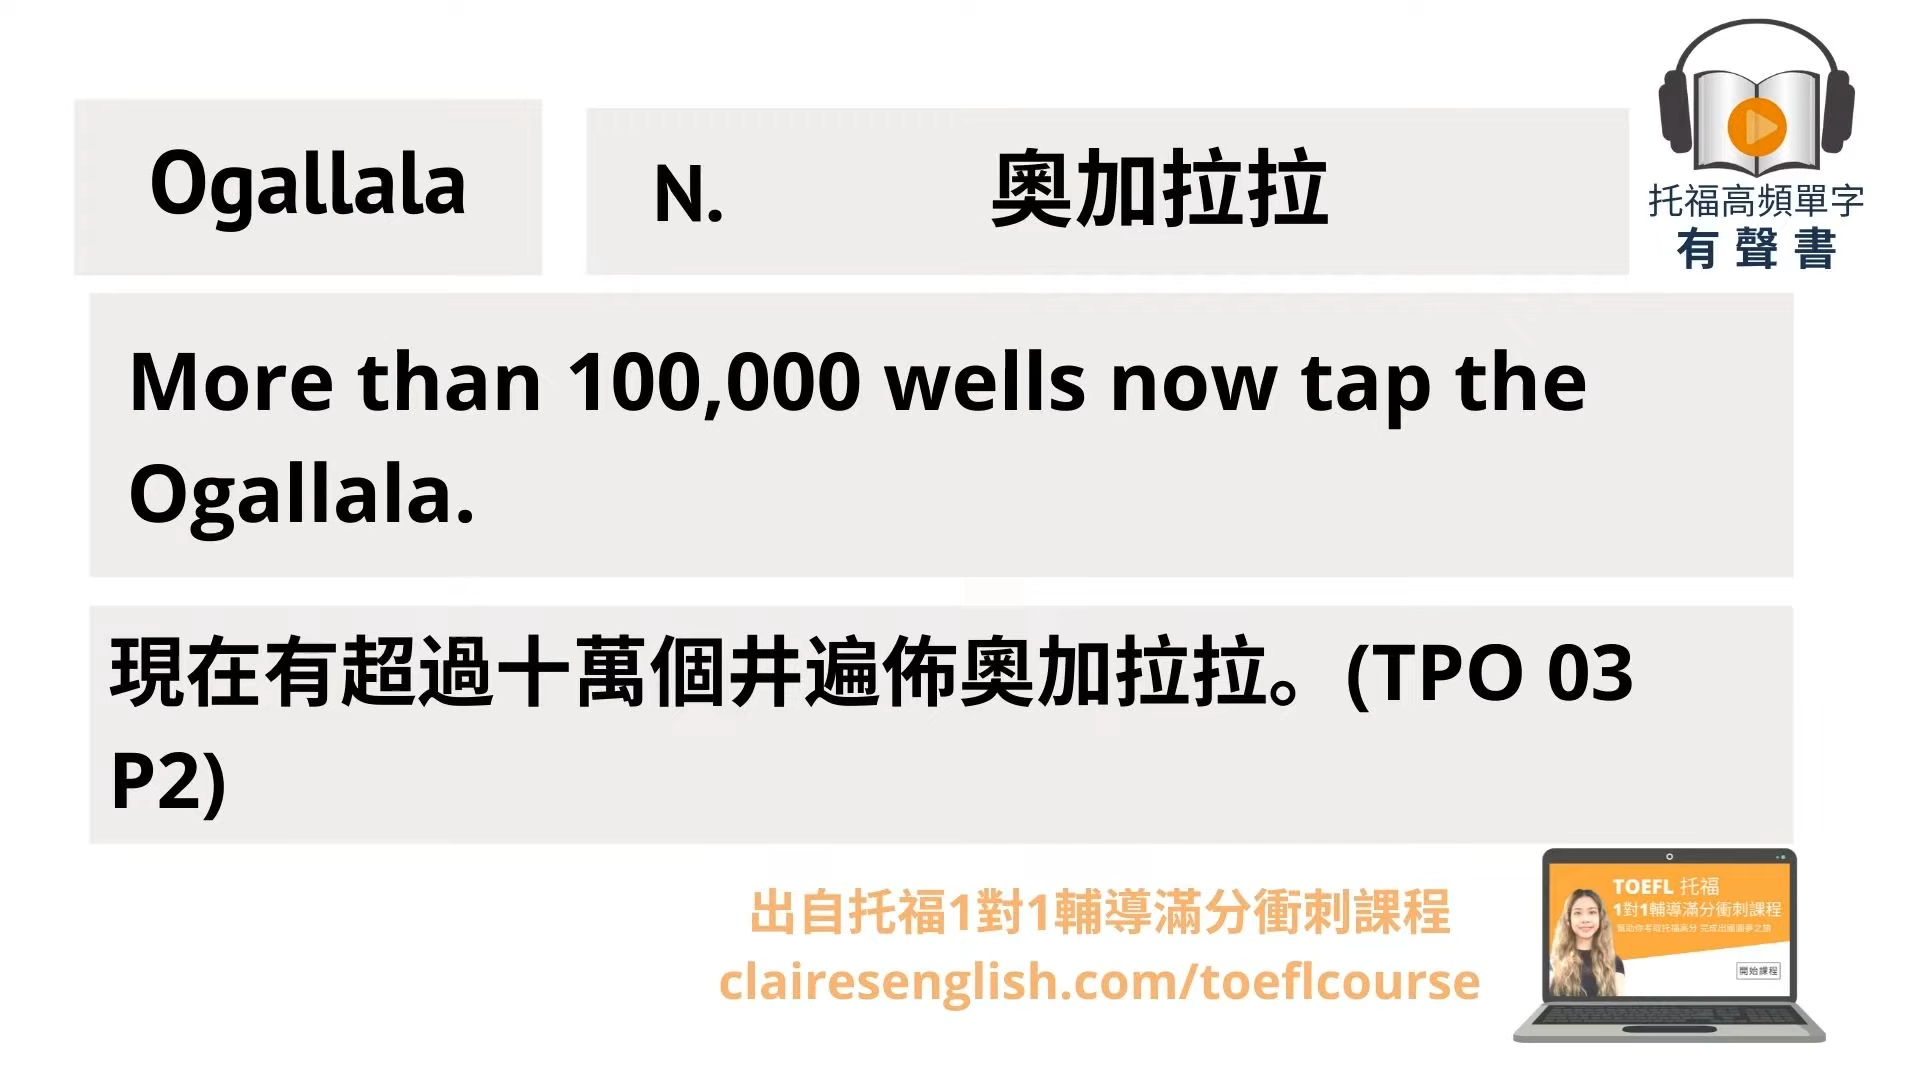 Ogallala
N. 奧加拉拉
托福高頻單字
有聲書
More than 100,000 wells now tap the
Ogallala.
現在有超過十萬個井遍佈奧加拉拉。(TPO 03
P2)
出自托福1對1輔導滿分衝刺課程
clairesenglish.com/toeflcourse
TOEFL 托福
1對1輔導滿分衝刺課程
開始課程